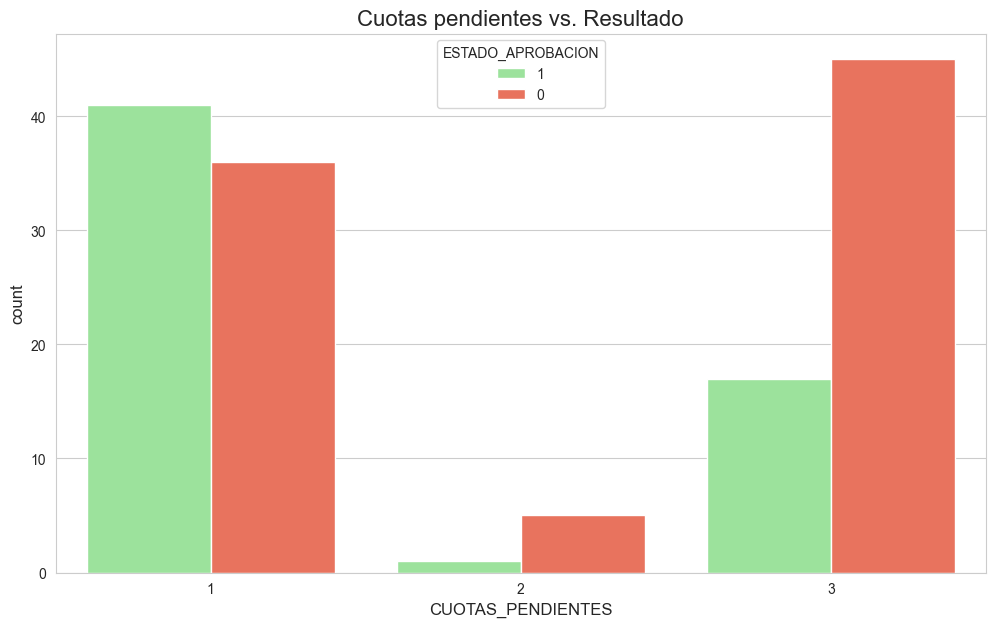 Cuotas pendientes vs. Resultado
ESTADO_APROBACION
1
0
count
40
30
20
10
0
1
2
3
CUOTAS_PENDIENTES